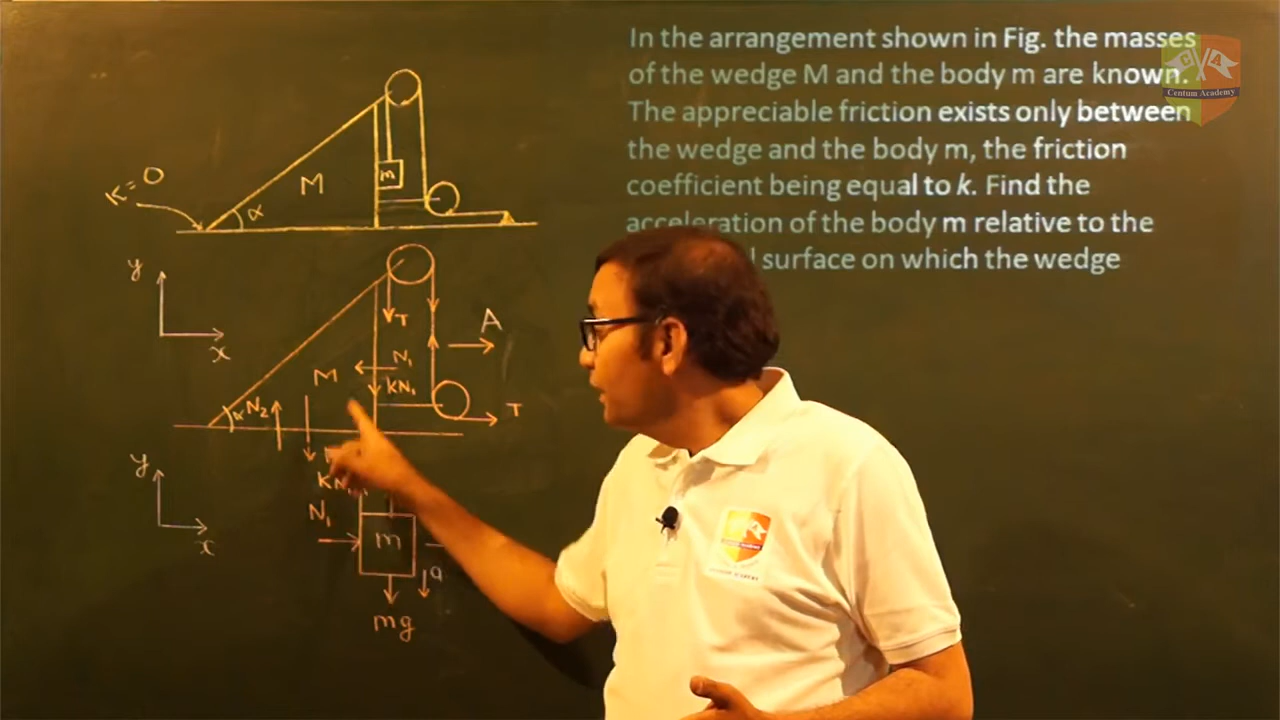 In the arrangement shown in Fig. the masses
of the wedge M and the body m are known.
The appreciable friction exists only between
the wedge and the body m, the friction
coefficient being equal to k. Find the
acceleration of the body m relative to the
surface on which the wedge
Centum Academy
K=0
α
M
m
y
x
T
A
N₁
M
kN₁
α
N₂
T
y
x
KN
N₁
m
a
mg